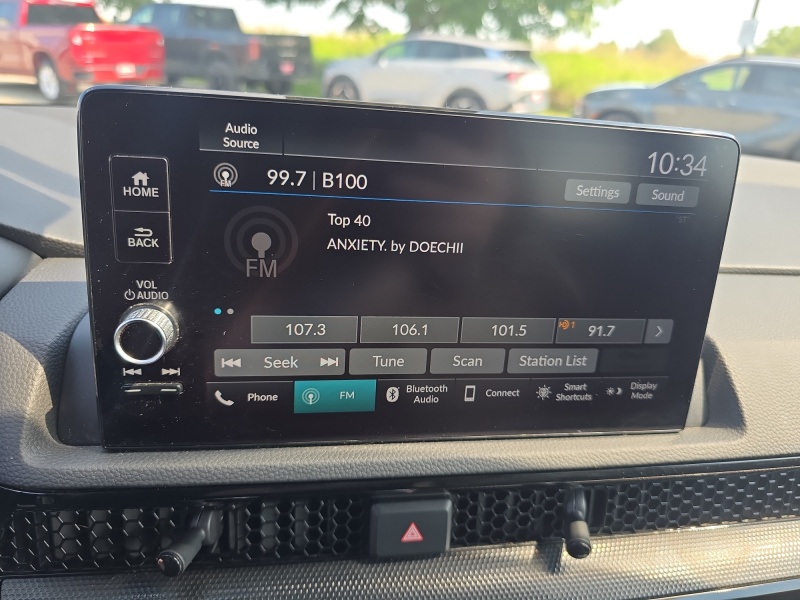 Audio
Source
10:34
FM
99.7 | B100
Settings
Sound
HOME
Top 40
FM
ANXIETY. by DOECHII
BACK
VOL
AUDIO
107.3
106.1
101.5
1
91.7
Seek
Tune
Scan
Station List
Phone
FM
Bluetooth
Audio
Connect
Smart
Shortcuts
Display
Mode